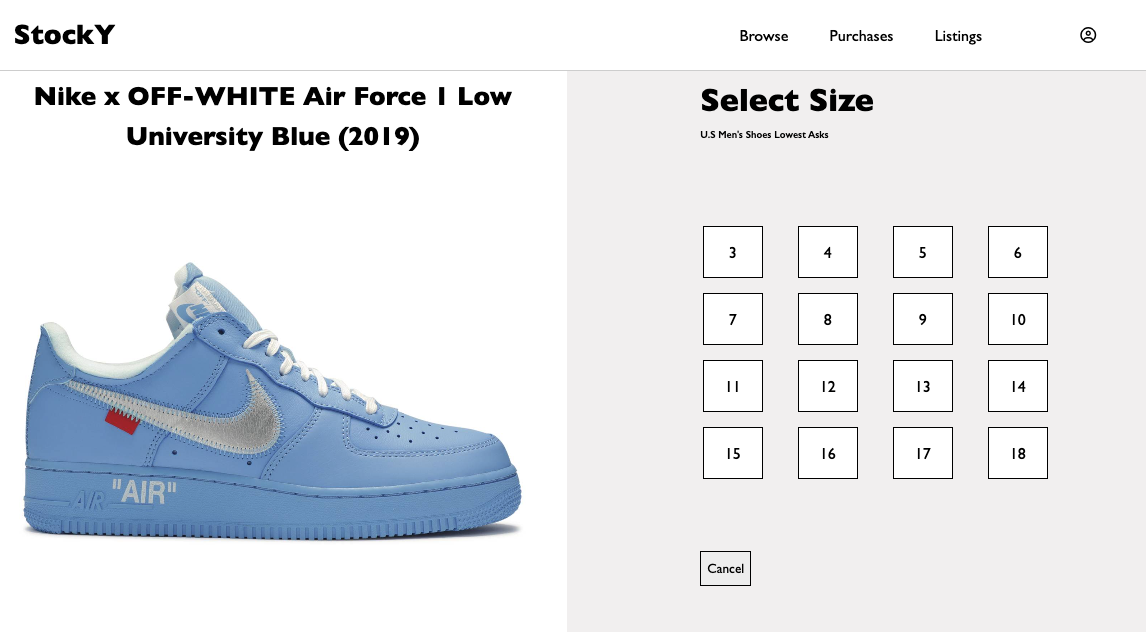 StockY
Browse
Purchases
Listings
Nike x OFF-WHITE Air Force 1 Low
University Blue (2019)
"AIR"
AIR
Select Size
U.S Men's Shoes Lowest Asks
3
4
5
6
7
8
9
10
11
12
13
14
15
16
17
18
Cancel